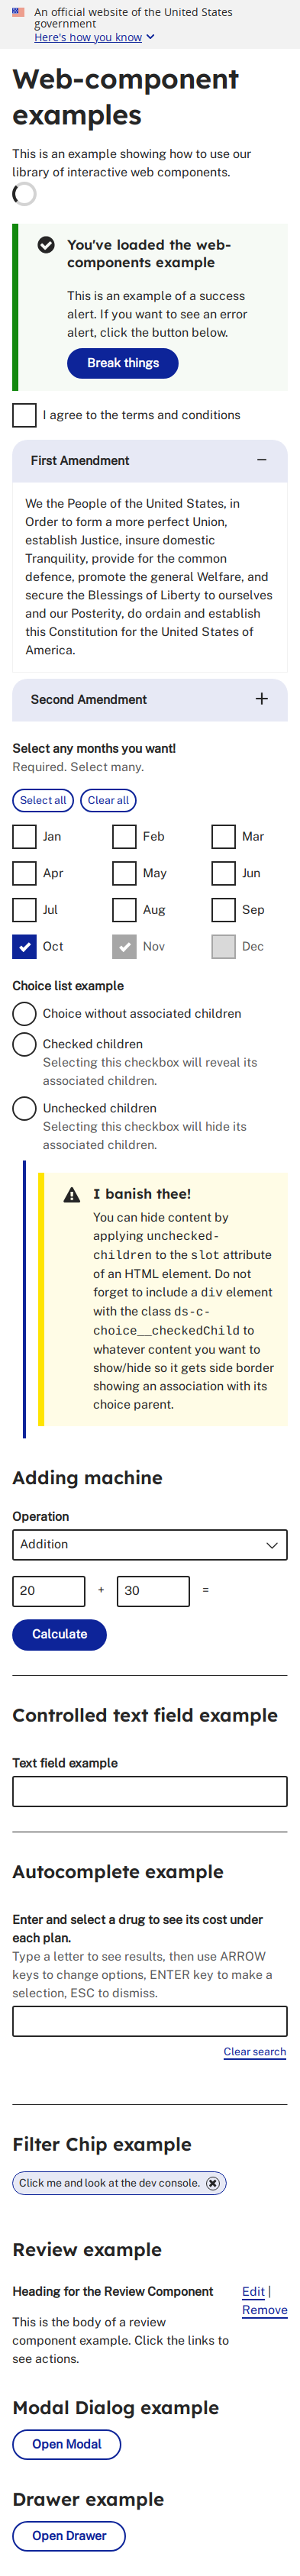 An official website of the United States
government
Here's how you know
Web-component
examples
This is an example showing how to use our
library of interactive web components.
You've loaded the web-
components example
This is an example of a success
alert. If you want to see an error
alert, click the button below.
Break things
I agree to the terms and conditions
First Amendment
We the People of the United States, in
Order to form a more perfect Union,
establish Justice, insure domestic
Tranquility, provide for the common
defence, promote the general Welfare, and
secure the Blessings of Liberty to ourselves
and our Posterity, do ordain and establish
this Constitution for the United States of
America.
Second Amendment
Select any months you want!
Required. Select many.
Select all Clear all
Jan Feb Mar
Apr May Jun
Jul Aug Sep
Oct Nov Dec
Choice list example
Choice without associated children
Checked children
Selecting this checkbox will reveal its
associated children.
Unchecked children
Selecting this checkbox will hide its
associated children.
I banish thee!
You can hide content by
applying unchecked-
children to the slot attribute
of an HTML element. Do not
forget to include a div element
with the class ds-c-
choice__checkedChild to
whatever content you want to
show/hide so it gets side border
showing an association with its
choice parent.
Adding machine
Operation
Addition
20 + 30 =
Calculate
Controlled text field example
Text field example
Autocomplete example
Enter and select a drug to see its cost under
each plan.
Type a letter to see results, then use ARROW
keys to change options, ENTER key to make a
selection, ESC to dismiss.
Clear search
Filter Chip example
Click me and look at the dev console.
Review example
Heading for the Review Component Edit |
Remove
This is the body of a review
component example. Click the links to
see actions.
Modal Dialog example
Open Modal
Drawer example
Open Drawer